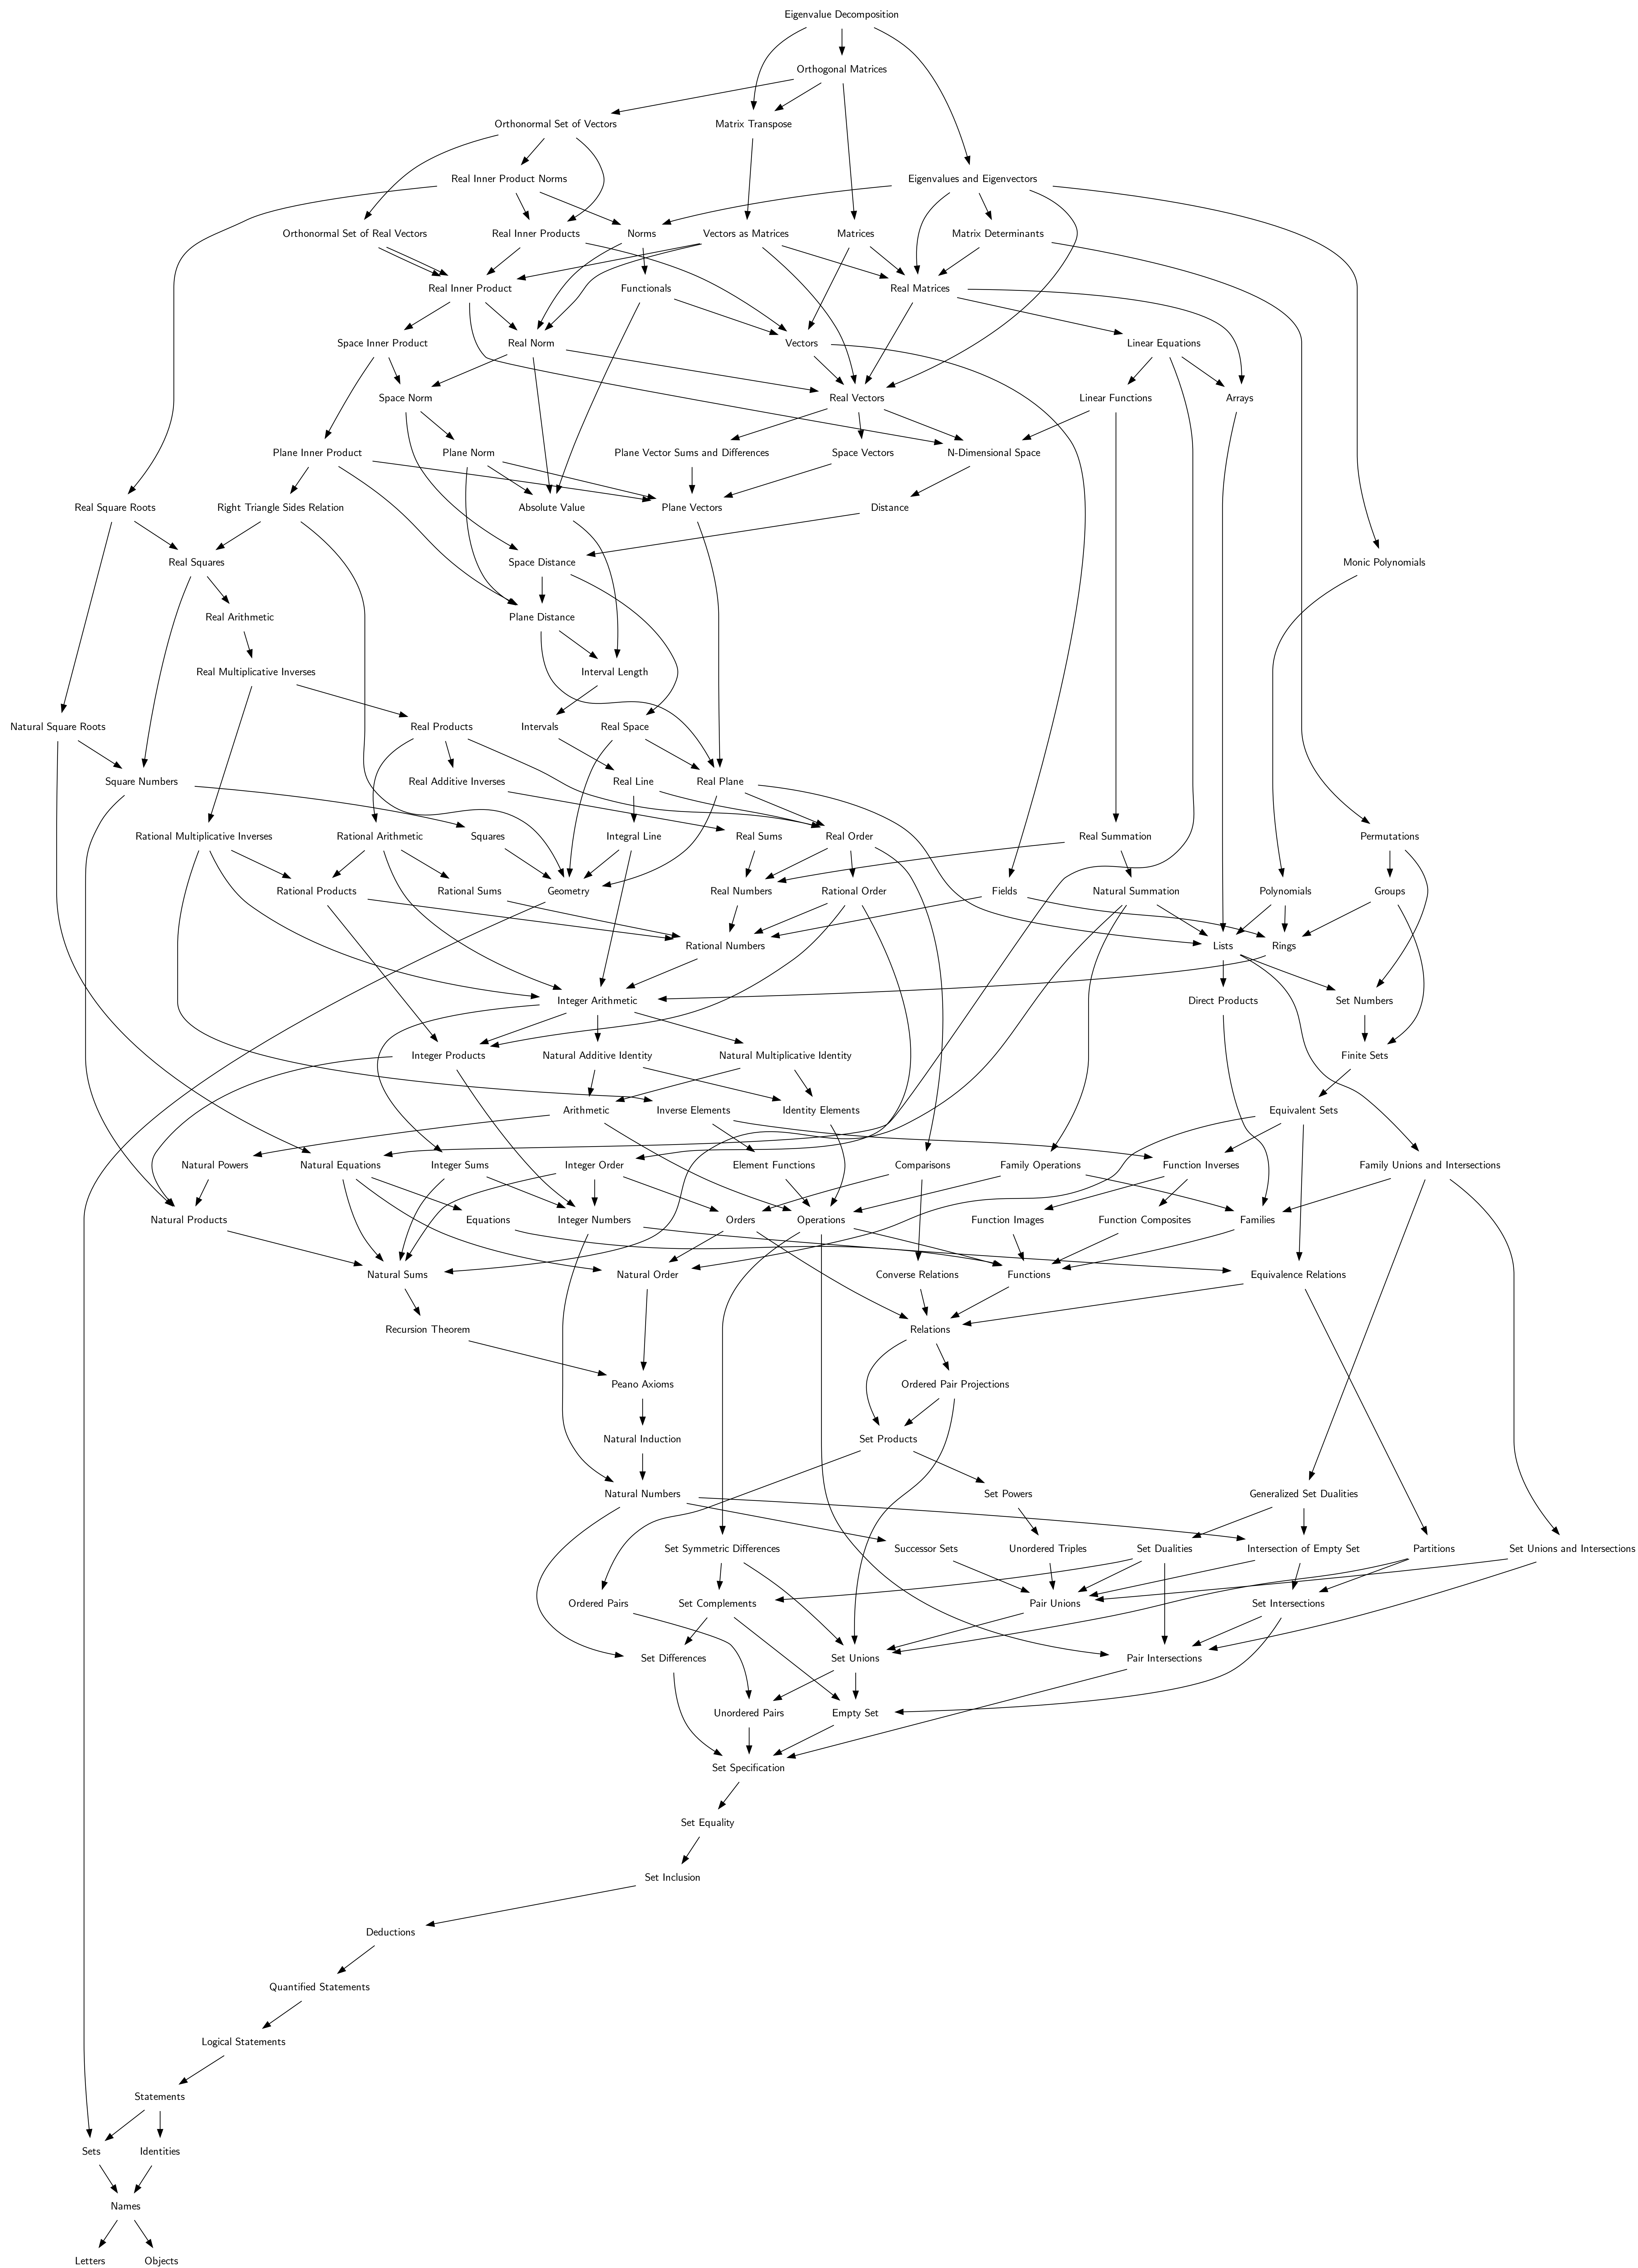 Eigenvalue Decomposition
Orthogonal Matrices
Orthonormal Set of Vectors
Matrix Transpose
Real Inner Product Norms
Eigenvalues and Eigenvectors
Orthonormal Set of Real Vectors
Real Inner Products
Norms
Vectors as Matrices
Matrices
Matrix Determinants
Real Inner Product
Functionals
Real Matrices
Space Inner Product
Real Norm
Vectors
Linear Equations
Space Norm
Real Vectors
Linear Functions
Arrays
Plane Inner Product
Plane Norm
Plane Vector Sums and Differences
Space Vectors
N-Dimensional Space
Real Square Roots
Right Triangle Sides Relation
Absolute Value
Plane Vectors
Distance
Real Squares
Space Distance
Monic Polynomials
Real Arithmetic
Plane Distance
Real Multiplicative Inverses
Interval Length
Natural Square Roots
Real Products
Intervals
Real Space
Square Numbers
Real Additive Inverses
Real Line
Real Plane
Rational Multiplicative Inverses
Rational Arithmetic
Squares
Integral Line
Real Sums
Real Order
Real Summation
Permutations
Rational Products
Rational Sums
Geometry
Real Numbers
Rational Order
Fields
Natural Summation
Polynomials
Groups
Rational Numbers
Lists
Rings
Integer Arithmetic
Direct Products
Set Numbers
Integer Products
Natural Additive Identity
Natural Multiplicative Identity
Finite Sets
Arithmetic
Inverse Elements
Identity Elements
Equivalent Sets
Natural Powers
Natural Equations
Integer Sums
Integer Order
Element Functions
Comparisons
Family Operations
Function Inverses
Family Unions and Intersections
Natural Products
Equations
Integer Numbers
Orders
Operations
Function Images
Function Composites
Families
Natural Sums
Natural Order
Converse Relations
Functions
Equivalence Relations
Recursion Theorem
Relations
Peano Axioms
Ordered Pair Projections
Natural Induction
Set Products
Natural Numbers
Set Powers
Generalized Set Dualities
Set Symmetric Differences
Successor Sets
Unordered Triples
Set Dualities
Intersection of Empty Set
Partitions
Set Unions and Intersections
Ordered Pairs
Set Complements
Pair Unions
Set Intersections
Set Differences
Set Unions
Pair Intersections
Unordered Pairs
Empty Set
Set Specification
Set Equality
Set Inclusion
Deductions
Quantified Statements
Logical Statements
Statements
Sets
Identities
Names
Letters
Objects